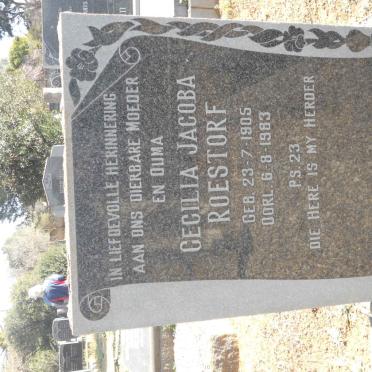 IN LIEFDEVOLLE HERINNERING
AAN ONS DIERBARE MOEDER
EN OUMA
CECILIA JACOBA
ROESTORF
GEB. 23-7-1905
OORL. 6-8-1983
PS. 23
DIE HERE IS MY HERDER